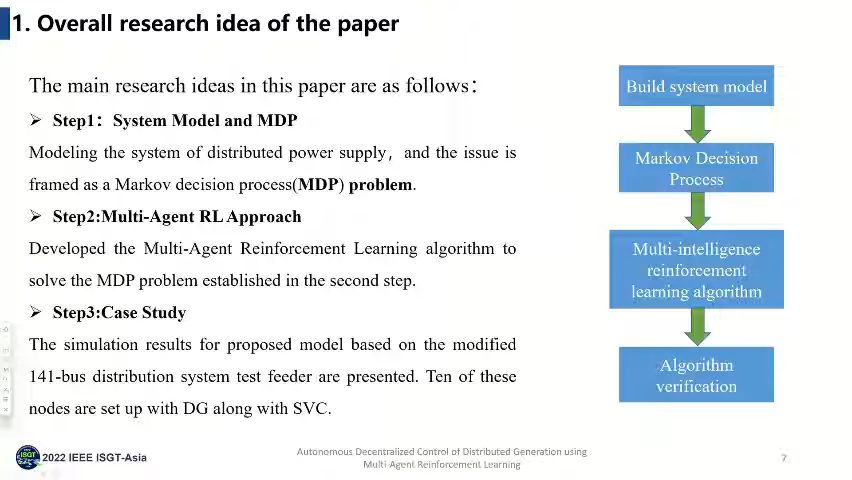 1. Overall research idea of the paper
The main research ideas in this paper are as follows：
➢ Step1：System Model and MDP
Modeling the system of distributed power supply，and the issue is
framed as a Markov decision process(MDP) problem.
➢ Step2:Multi-Agent RL Approach
Developed the Multi-Agent Reinforcement Learning algorithm to
solve the MDP problem established in the second step.
➢ Step3:Case Study
The simulation results for proposed model based on the modified
141-bus distribution system test feeder are presented. Ten of these
nodes are set up with DG along with SVC.
Build system model
Markov Decision
Process
Multi-intelligence
reinforcement
learning algorithm
Algorithm
verification
ISGT
2022 IEEE ISGT-Asia
Autonomous Decentralized Control of Distributed Generation using
Multi-Agent Reinforcement Learning
7